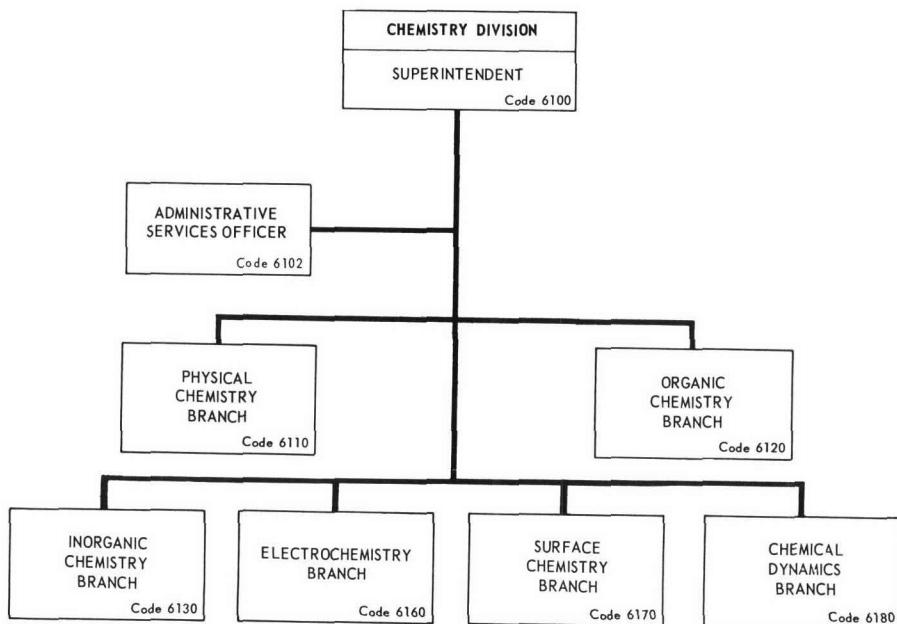 CHEMISTRY DIVISION
SUPERINTENDENT
Code 6100
ADMINISTRATIVE
SERVICES OFFICER
Code 6102
PHYSICAL
CHEMISTRY
BRANCH
Code 6110
ORGANIC
CHEMISTRY
BRANCH
Code 6120
INORGANIC
CHEMISTRY
BRANCH
Code 6130
ELECTROCHEMISTRY
BRANCH
Code 6160
SURFACE
CHEMISTRY
BRANCH
Code 6170
CHEMICAL
DYNAMICS
BRANCH
Code 6180